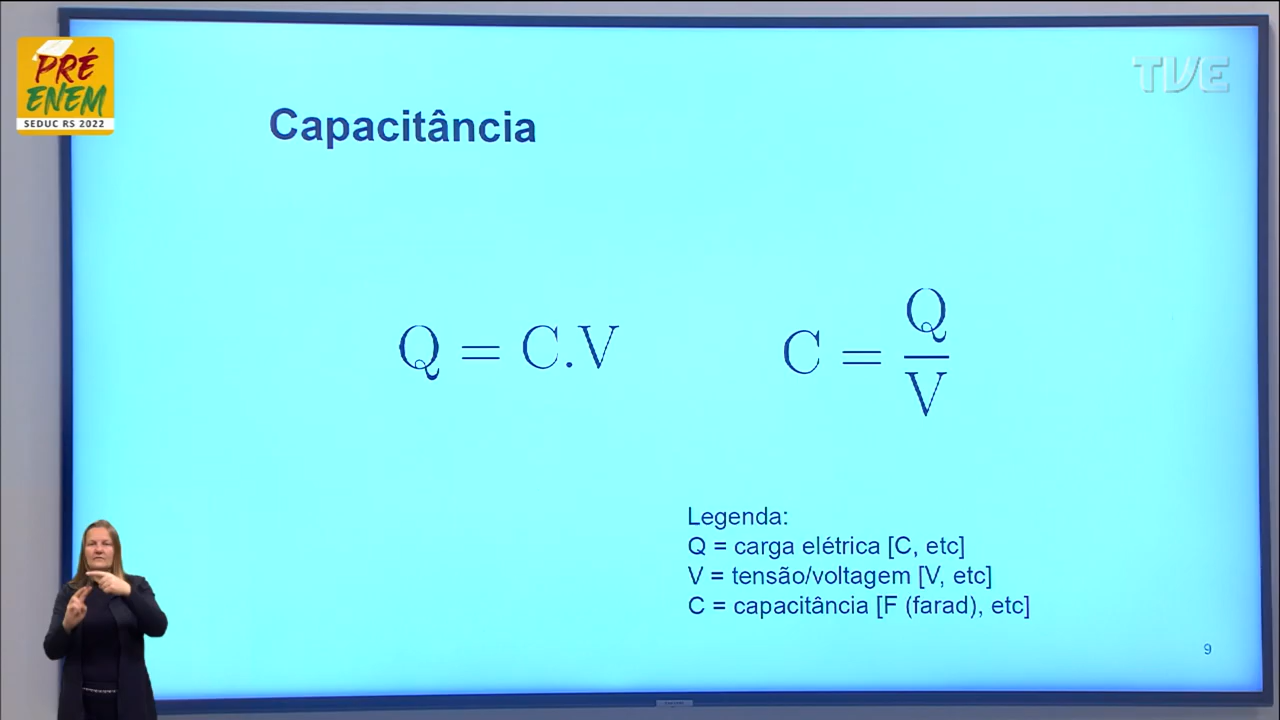 PRÉ
ENEM
SEDUC RS 2022
TVE
Capacitância
Q = C.V
C = Q/V
Legenda:
Q = carga elétrica [C, etc]
V = tensão/voltagem [V, etc]
C = capacitância [F (farad), etc]
9